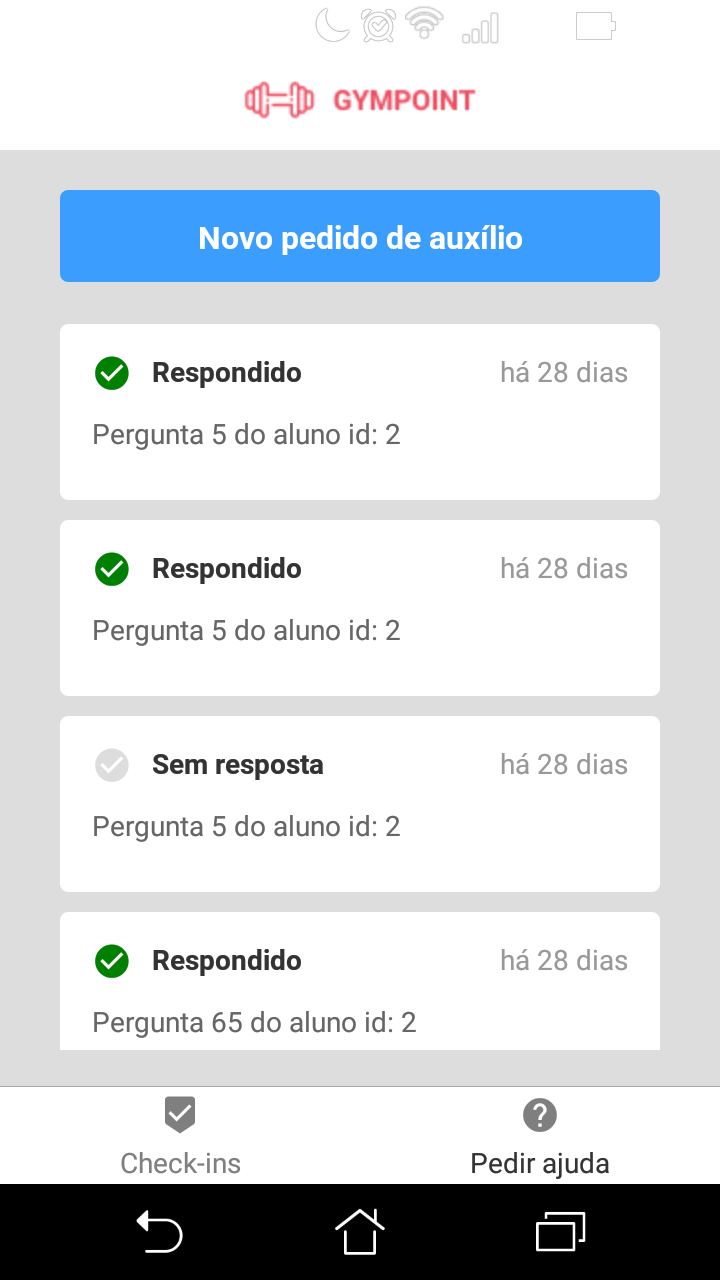 GYMPOINT
Novo pedido de auxílio
Respondido há 28 dias
Pergunta 5 do aluno id: 2
Respondido há 28 dias
Pergunta 5 do aluno id: 2
Sem resposta há 28 dias
Pergunta 5 do aluno id: 2
Respondido há 28 dias
Pergunta 65 do aluno id: 2
Check-ins Pedir ajuda